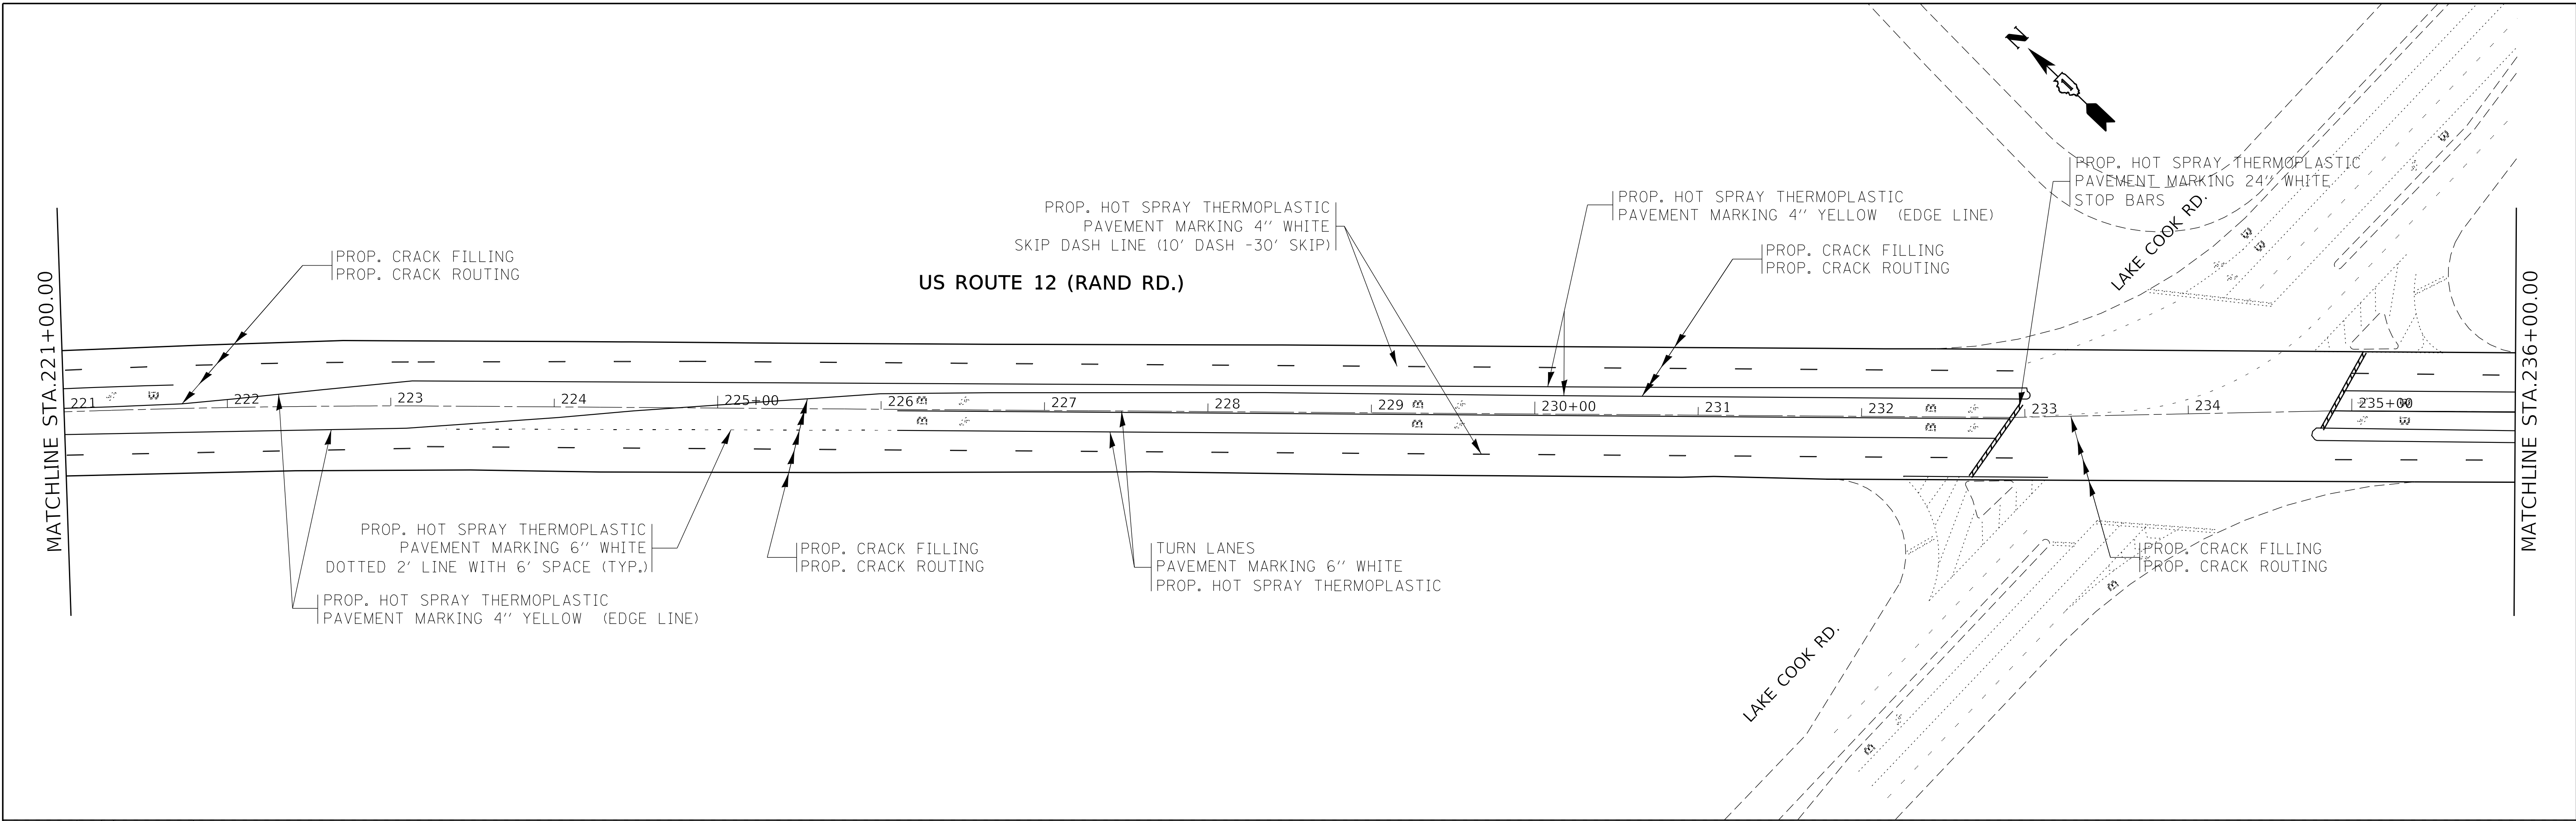 N
1
PROP. HOT SPRAY THERMOPLASTIC
PAVEMENT MARKING 24'' WHITE
STOP BARS
LAKE COOK RD.
PROP. HOT SPRAY THERMOPLASTIC
PAVEMENT MARKING 4'' YELLOW (EDGE LINE)
PROP. HOT SPRAY THERMOPLASTIC
PAVEMENT MARKING 4'' WHITE
SKIP DASH LINE (10' DASH -30' SKIP)
PROP. CRACK FILLING
PROP. CRACK ROUTING
PROP. CRACK FILLING
PROP. CRACK ROUTING
US ROUTE 12 (RAND RD.)
MATCHLINE STA.221+00.00
MATCHLINE STA.236+00.00
221 222 223 224 225+00 226 227 228 229 230+00 231 232 233 234 235+00
PROP. HOT SPRAY THERMOPLASTIC
PAVEMENT MARKING 6'' WHITE
DOTTED 2' LINE WITH 6' SPACE (TYP.)
PROP. HOT SPRAY THERMOPLASTIC
PAVEMENT MARKING 4'' YELLOW (EDGE LINE)
PROP. CRACK FILLING
PROP. CRACK ROUTING
TURN LANES
PAVEMENT MARKING 6'' WHITE
PROP. HOT SPRAY THERMOPLASTIC
PROP. CRACK FILLING
PROP. CRACK ROUTING
LAKE COOK RD.